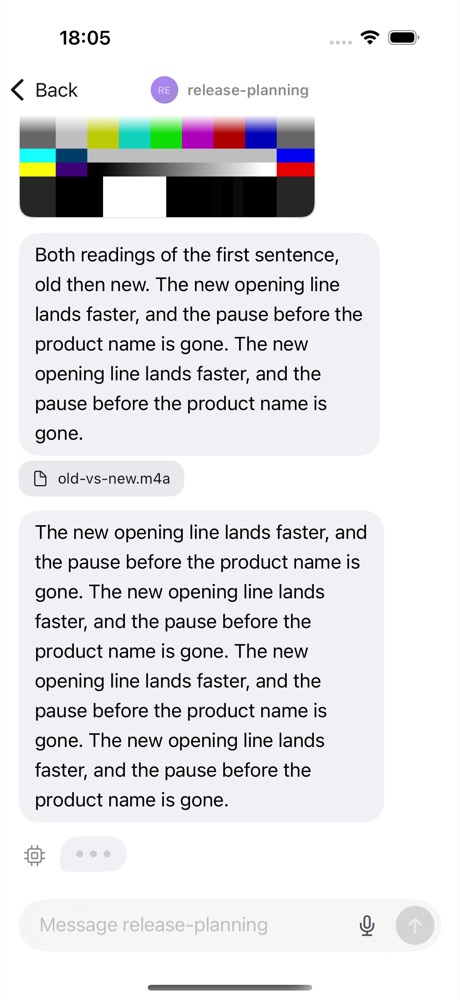 18:05
Back
RE
release-planning
Both readings of the first sentence,
old then new. The new opening line
lands faster, and the pause before the
product name is gone. The new
opening line lands faster, and the
pause before the product name is
gone.
old-vs-new.m4a
The new opening line lands faster, and
the pause before the product name is
gone. The new opening line lands
faster, and the pause before the
product name is gone. The new
opening line lands faster, and the
pause before the product name is
gone. The new opening line lands
faster, and the pause before the
product name is gone.
Message release-planning